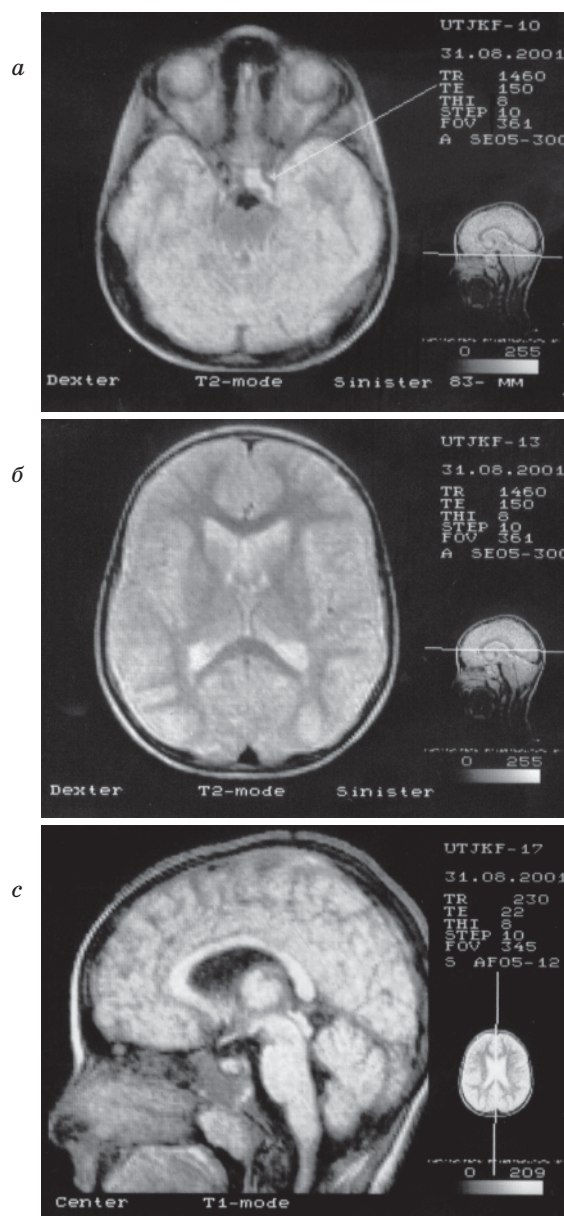 а
UTJKF-10
31.08.2001
TR 1460
TE 150
THI 8
STEP 10
FOV 361
A SE05-300
0 255
Dexter T2-mode Sinister 83- MM
б
UTJKF-13
31.08.2001
TR 1460
TE 150
THI 8
STEP 10
FOV 361
A SE05-300
0 255
Dexter T2-mode Sinister
с
UTJKF-17
31.08.2001
TR 230
TE 22
THI 8
STEP 10
FOV 345
S AF05-12
0 209
Center T1-mode